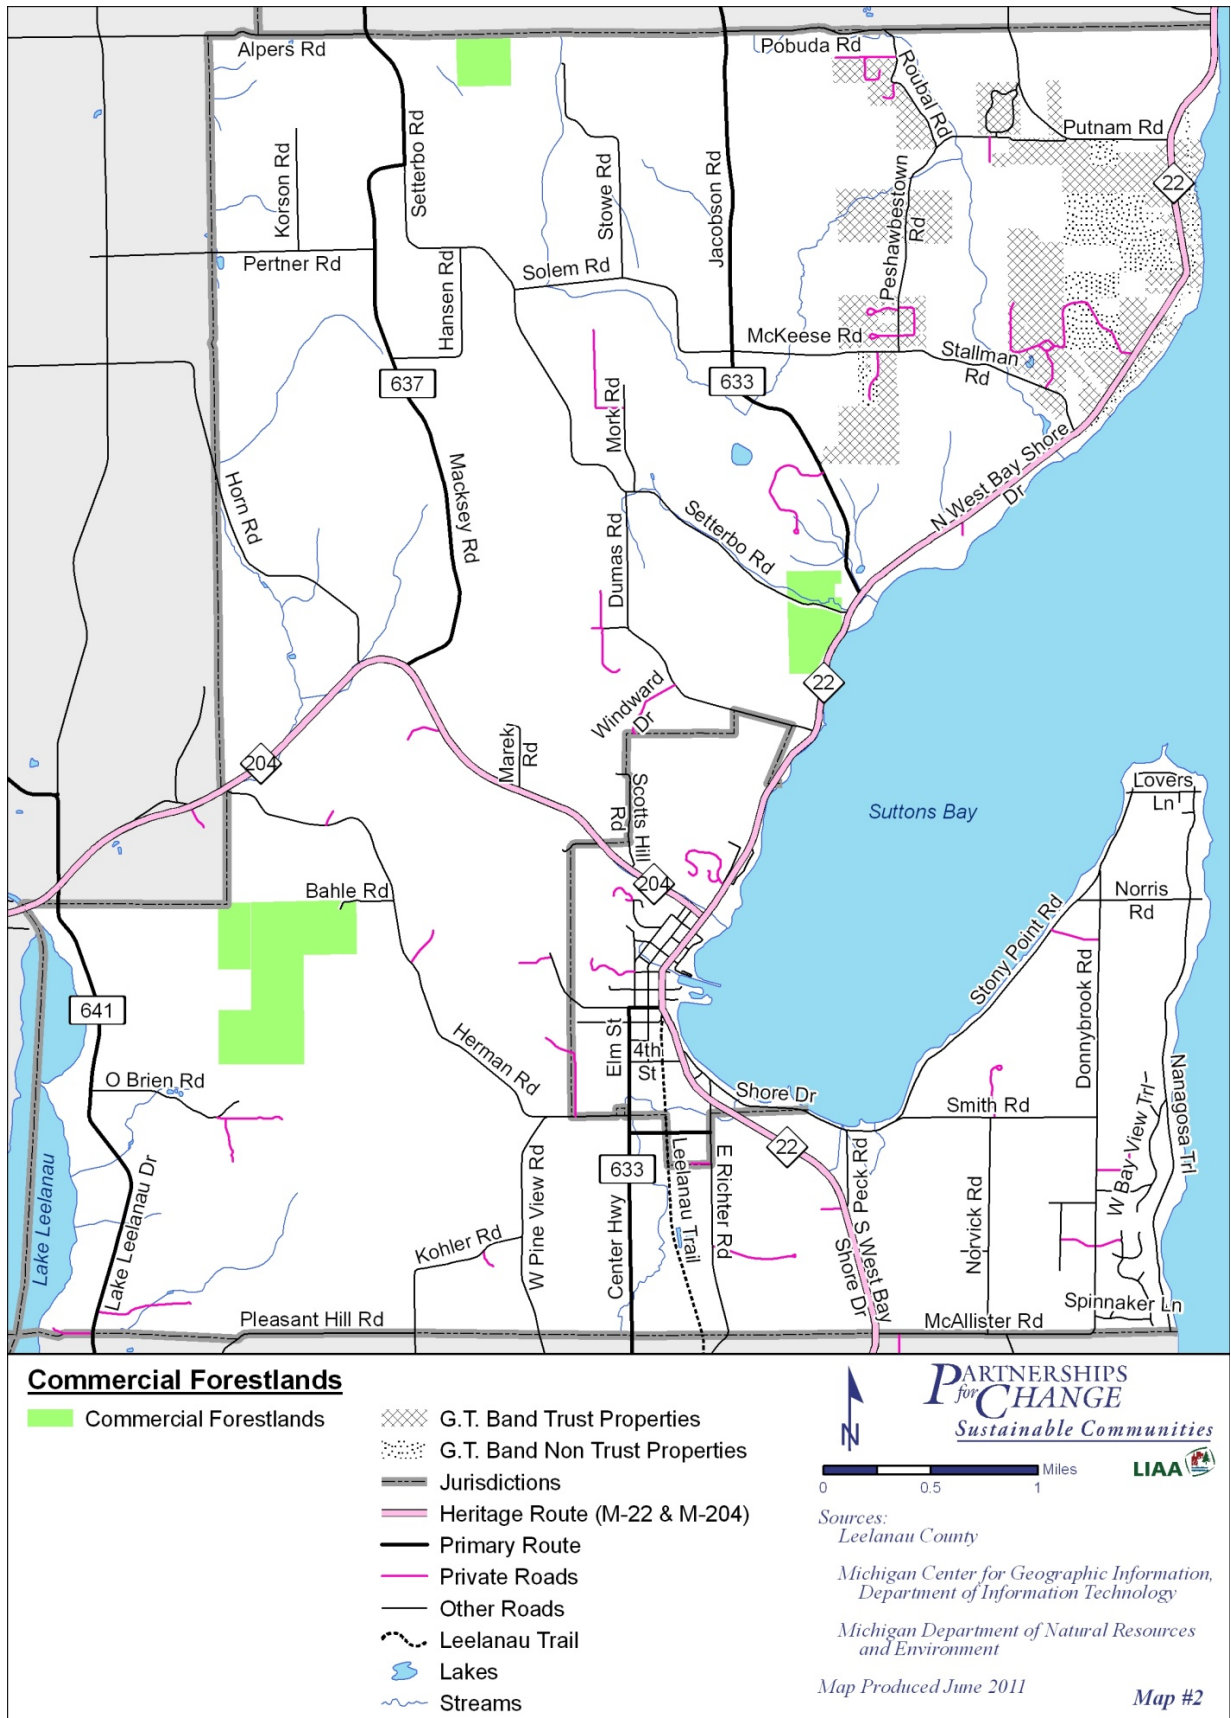 Alpers Rd
Pobuda Rd
Roubal Rd
Putnam Rd
Korson Rd
Setterbo Rd
Stowe Rd
Jacobson Rd
Peshawbestown
Rd
22
Pertner Rd
Hansen Rd
Solem Rd
McKeese Rd
Stallman
Rd
637
633
Mork Rd
Horn Rd
Macksey Rd
N West Bay Shore
Dr
Setterbo Rd
Dumas Rd
Windward
Dr
22
204
Marek
Rd
Scotts Hill
Rd
Suttons Bay
Lovers
Ln
204
Bahle Rd
Norris
Rd
Stony Point Rd
Donnybrook Rd
641
Herman Rd
Elm St
4th
St
O Brien Rd
Shore Dr
Smith Rd
Nanagosa Trl
W Bay View Trl
22
633
Lake Leelanau
Lake Leelanau Dr
W Pine View Rd
Center Hwy
Leelanau Trail
E Richter Rd
Peck Rd
S West Bay
Shore Dr
Norvick Rd
Kohler Rd
Spinnaker Ln
Pleasant Hill Rd
McAllister Rd
Commercial Forestlands
Commercial Forestlands
G.T. Band Trust Properties
G.T. Band Non Trust Properties
Jurisdictions
Heritage Route (M-22 & M-204)
Primary Route
Private Roads
Other Roads
Leelanau Trail
Lakes
Streams
N
PARTNERSHIPS
for CHANGE
Sustainable Communities
Miles
0 0.5 1
LIAA
Sources:
Leelanau County
Michigan Center for Geographic Information,
Department of Information Technology
Michigan Department of Natural Resources
and Environment
Map Produced June 2011
Map #2